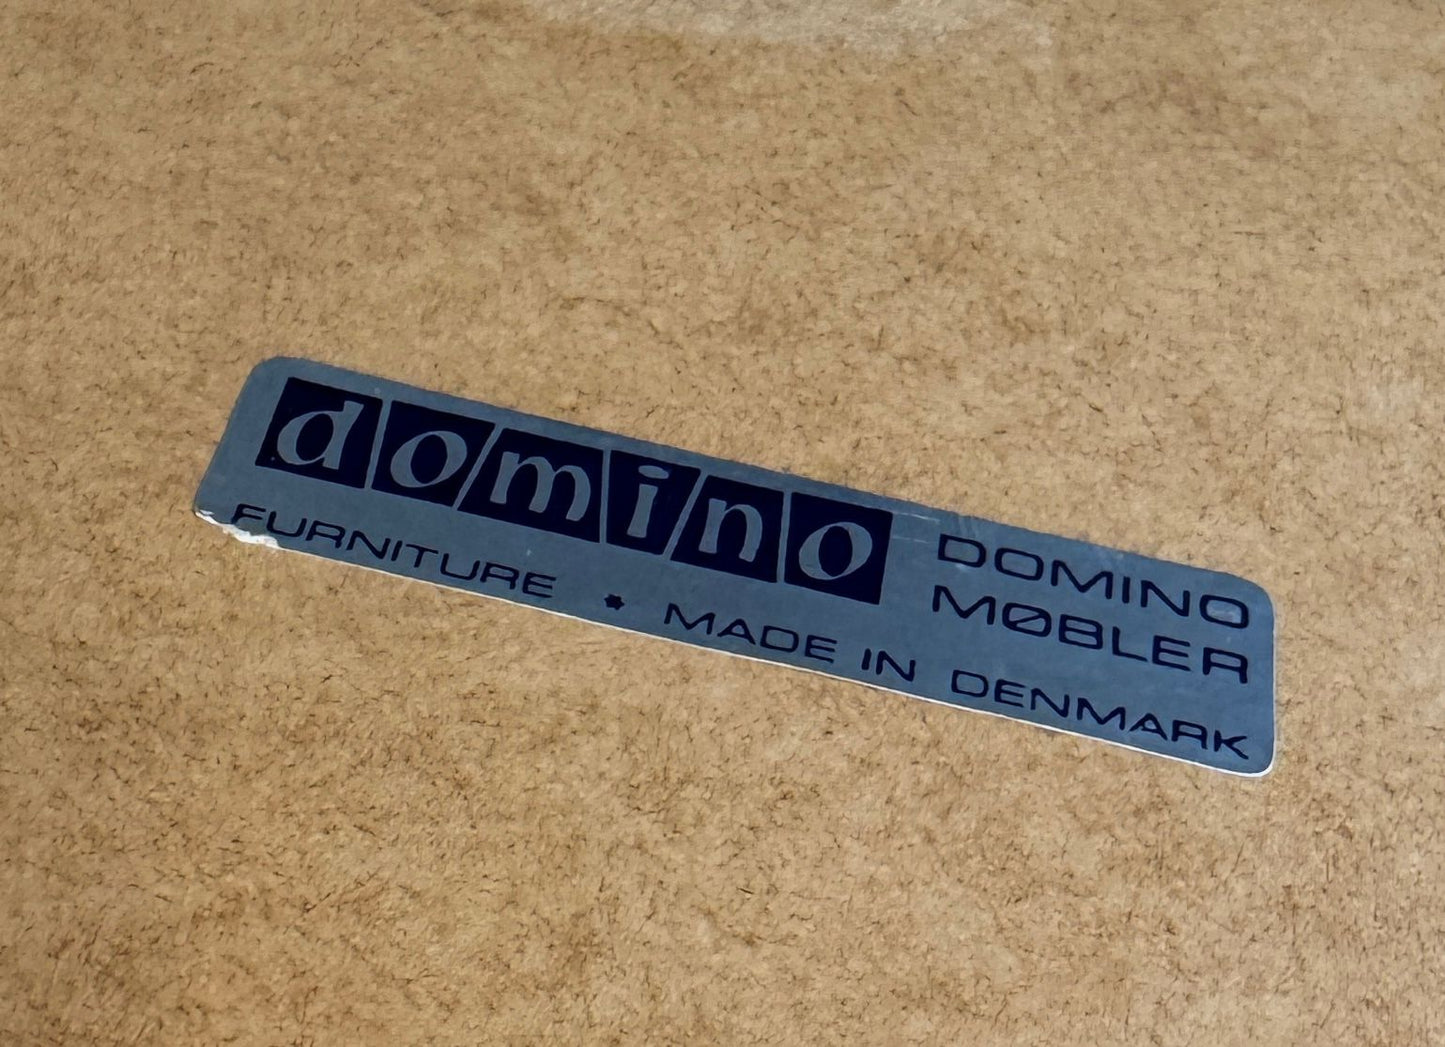 domino
DOMINO
MØBLER
FURNITURE * MADE IN DENMARK